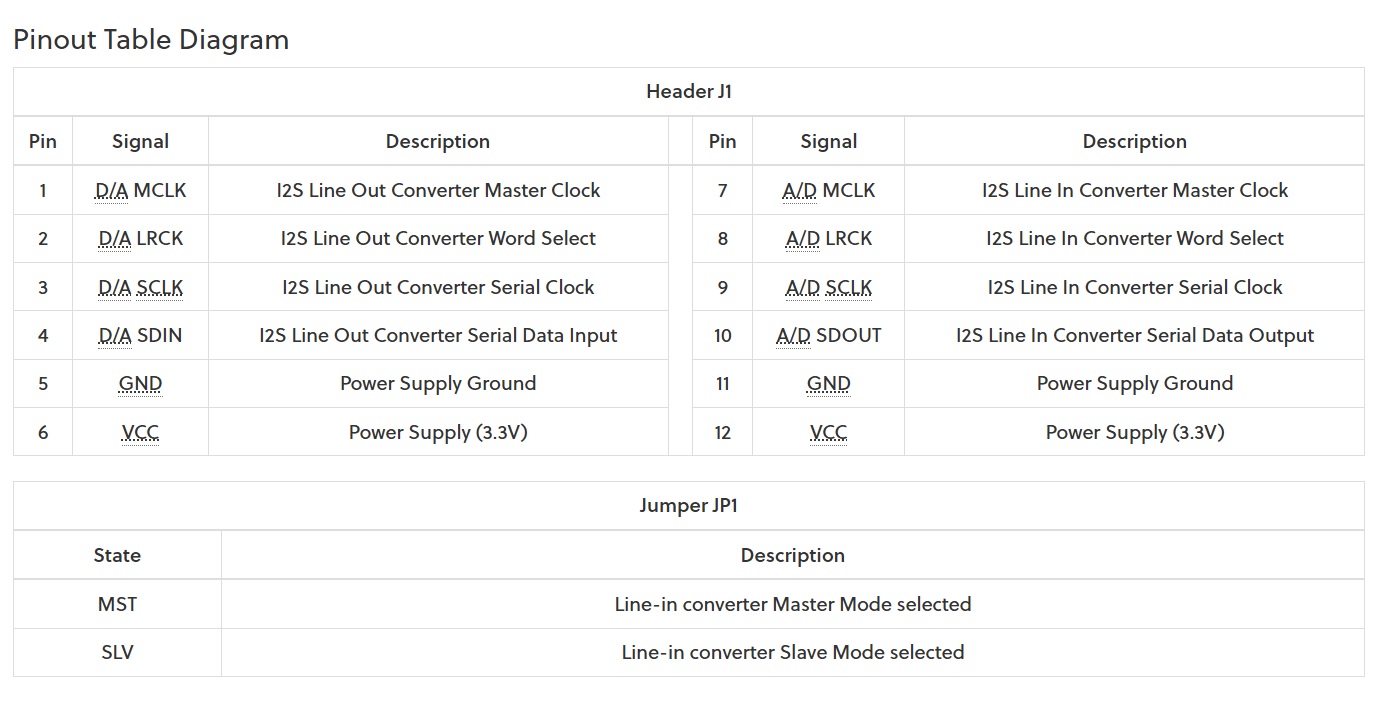 Pinout Table Diagram
Header J1
Pin Signal Description Pin Signal Description
1 D/A MCLK I2S Line Out Converter Master Clock 7 A/D MCLK I2S Line In Converter Master Clock
2 D/A LRCK I2S Line Out Converter Word Select 8 A/D LRCK I2S Line In Converter Word Select
3 D/A SCLK I2S Line Out Converter Serial Clock 9 A/D SCLK I2S Line In Converter Serial Clock
4 D/A SDIN I2S Line Out Converter Serial Data Input 10 A/D SDOUT I2S Line In Converter Serial Data Output
5 GND Power Supply Ground 11 GND Power Supply Ground
6 VCC Power Supply (3.3V) 12 VCC Power Supply (3.3V)
Jumper JP1
State Description
MST Line-in converter Master Mode selected
SLV Line-in converter Slave Mode selected